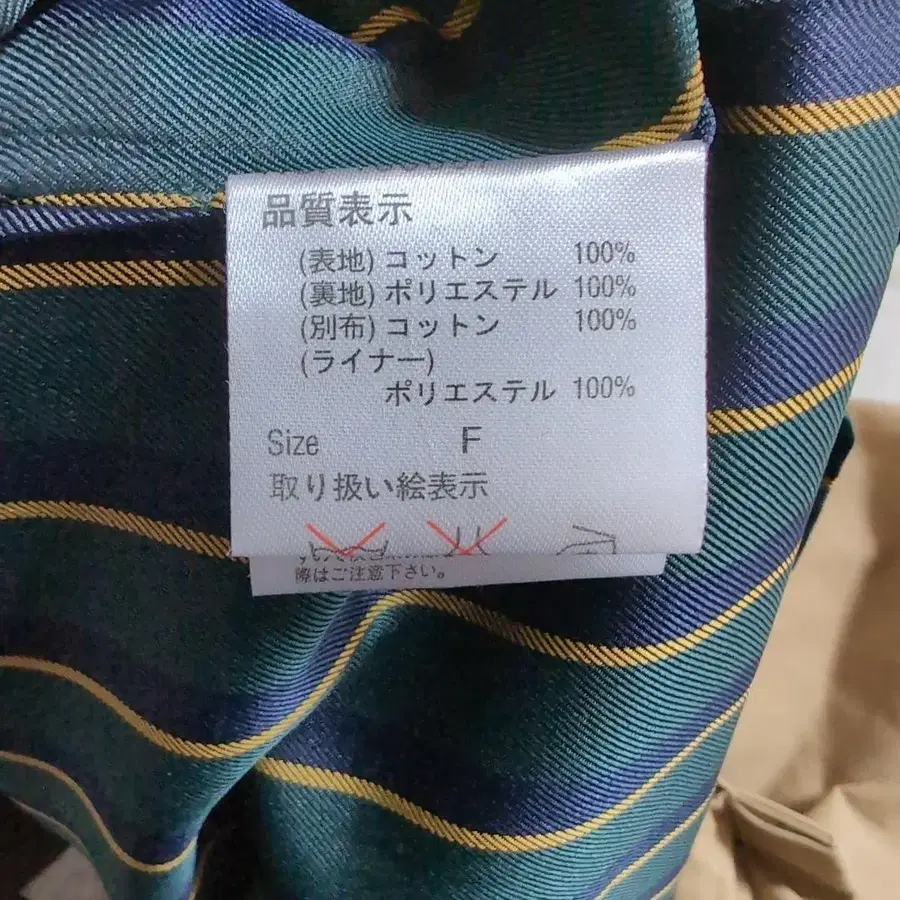 品質表示
(表地) コットン 100%
(裏地) ポリエステル 100%
(別布) コットン 100%
(ライナー)
ポリエステル 100%
Size F
取り扱い絵表示
際はご注意下さい。